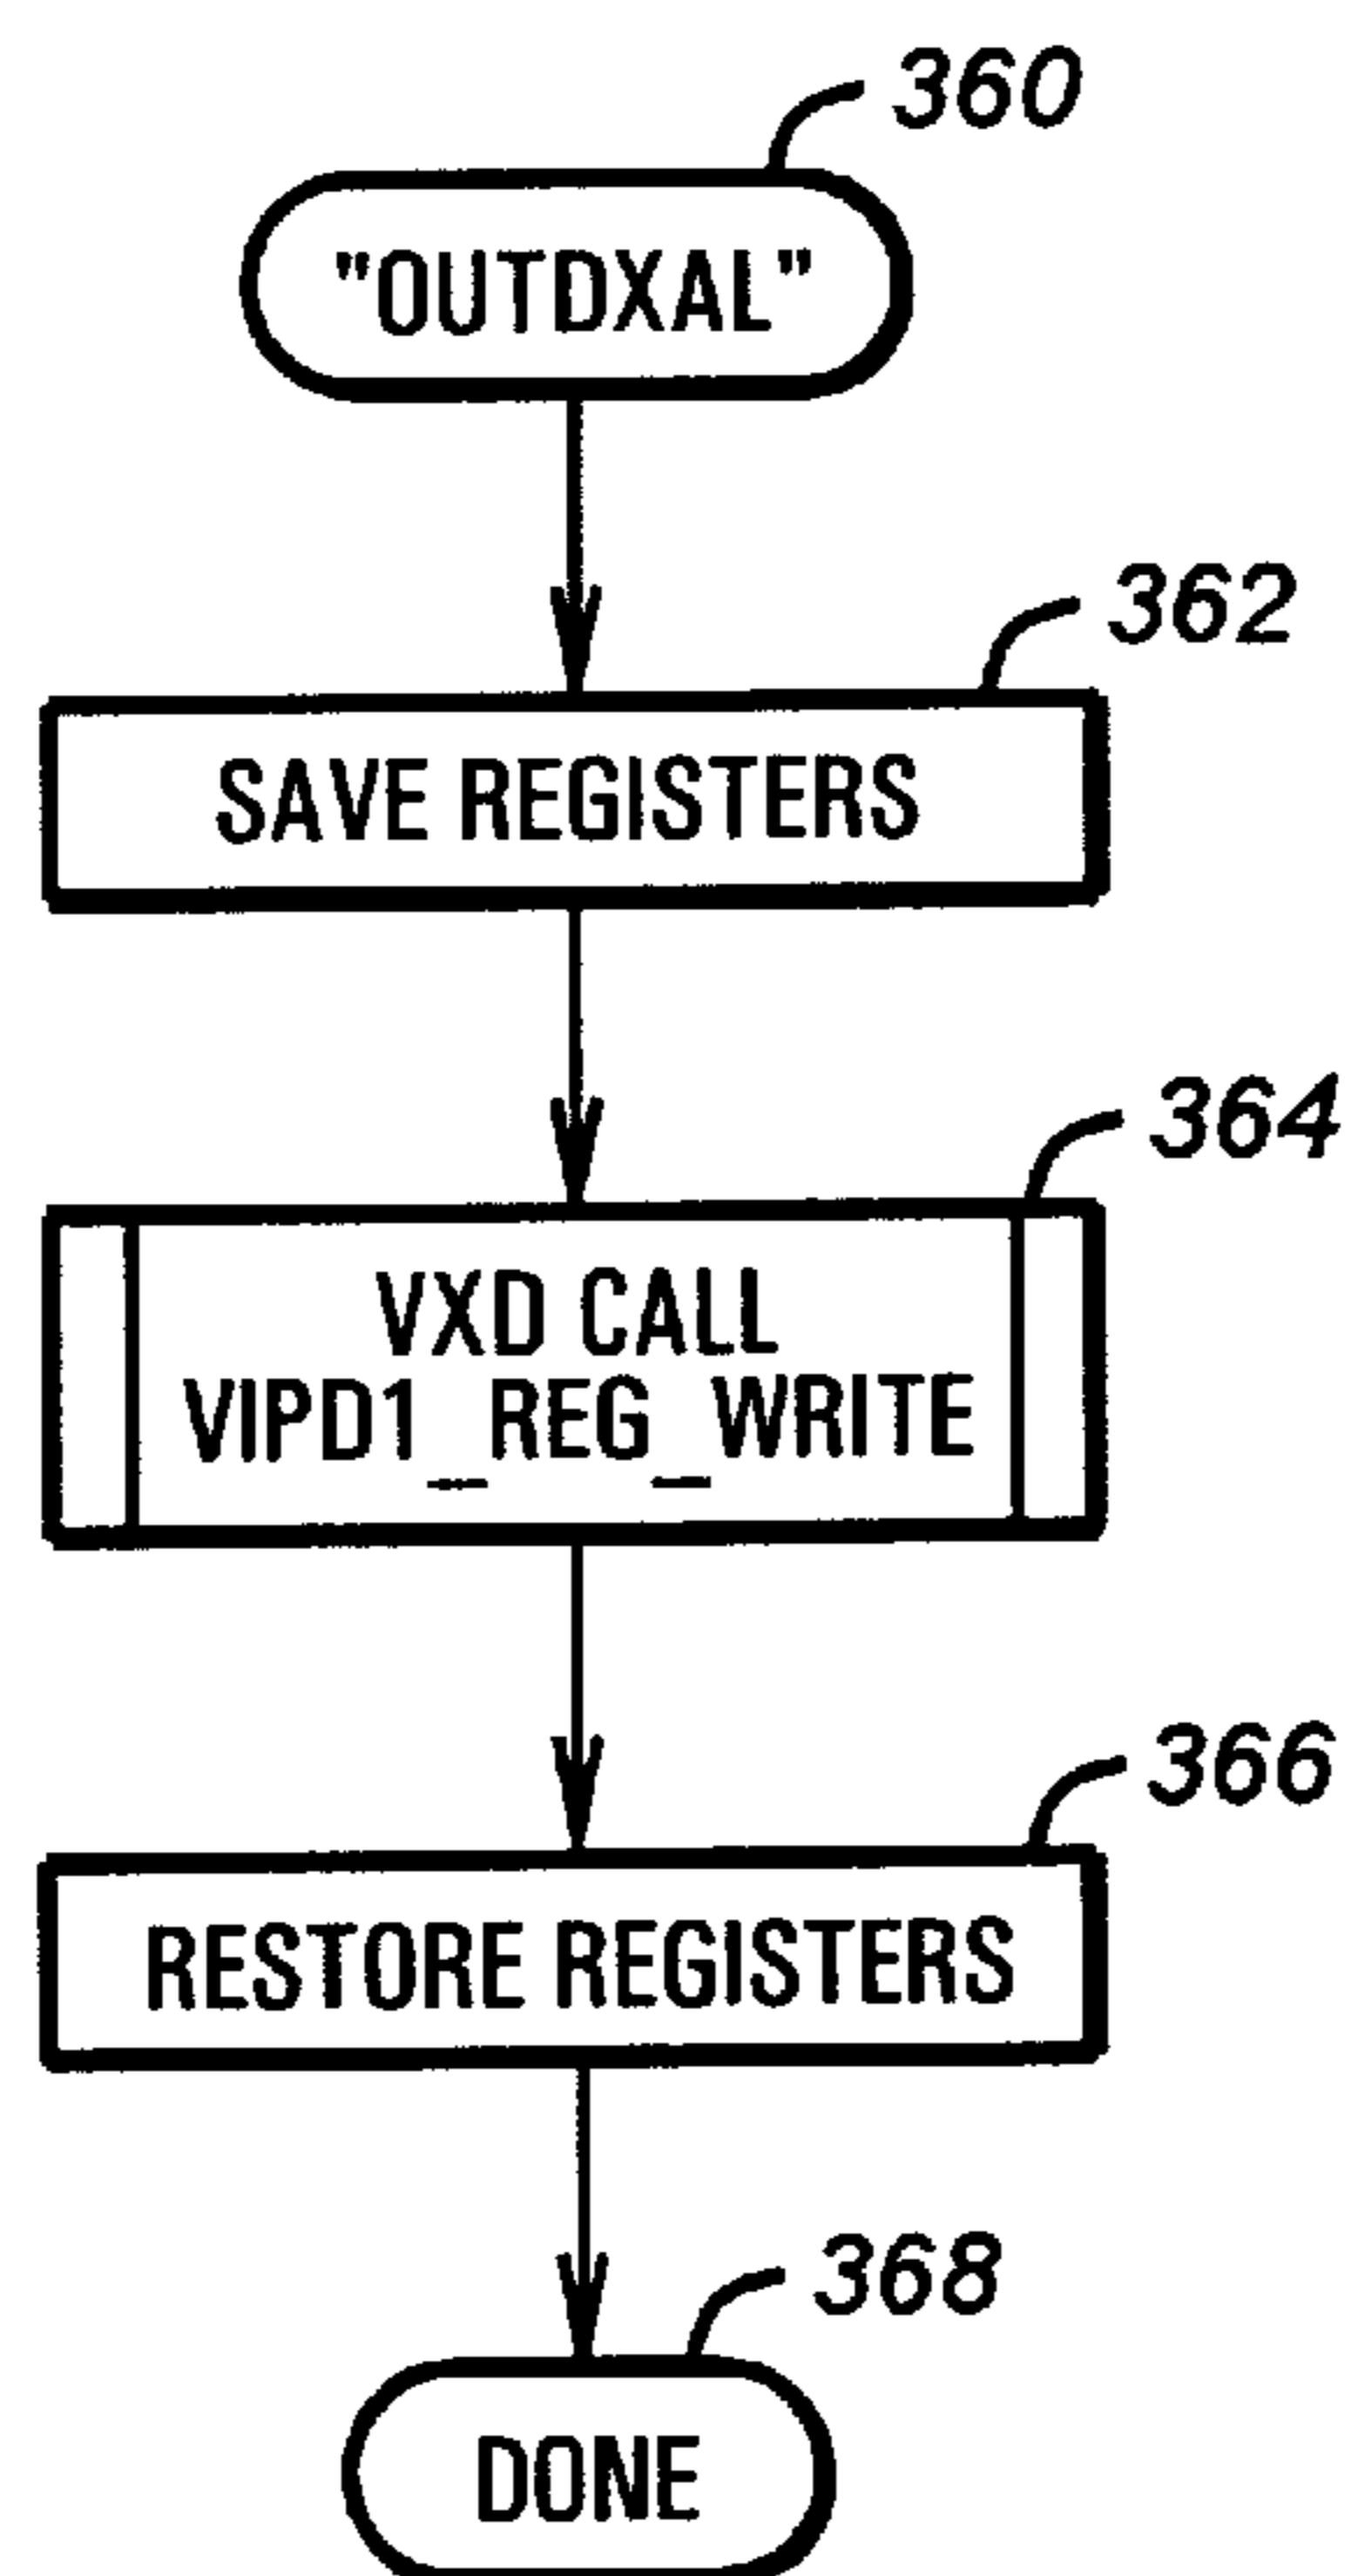 360
"OUTDXAL"
362
SAVE REGISTERS
364
VXD CALL
VIPD1_REG_WRITE
366
RESTORE REGISTERS
368
DONE